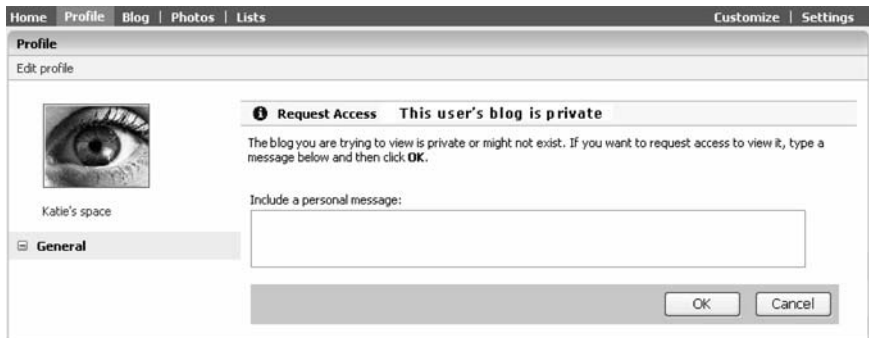 Home Profile Blog | Photos | Lists Customize | Settings
Profile
Edit profile
Request Access This user's blog is private
The blog you are trying to view is private or might not exist. If you want to request access to view it, type a
message below and then click OK.
Include a personal message:
Katie's space
General
OK Cancel